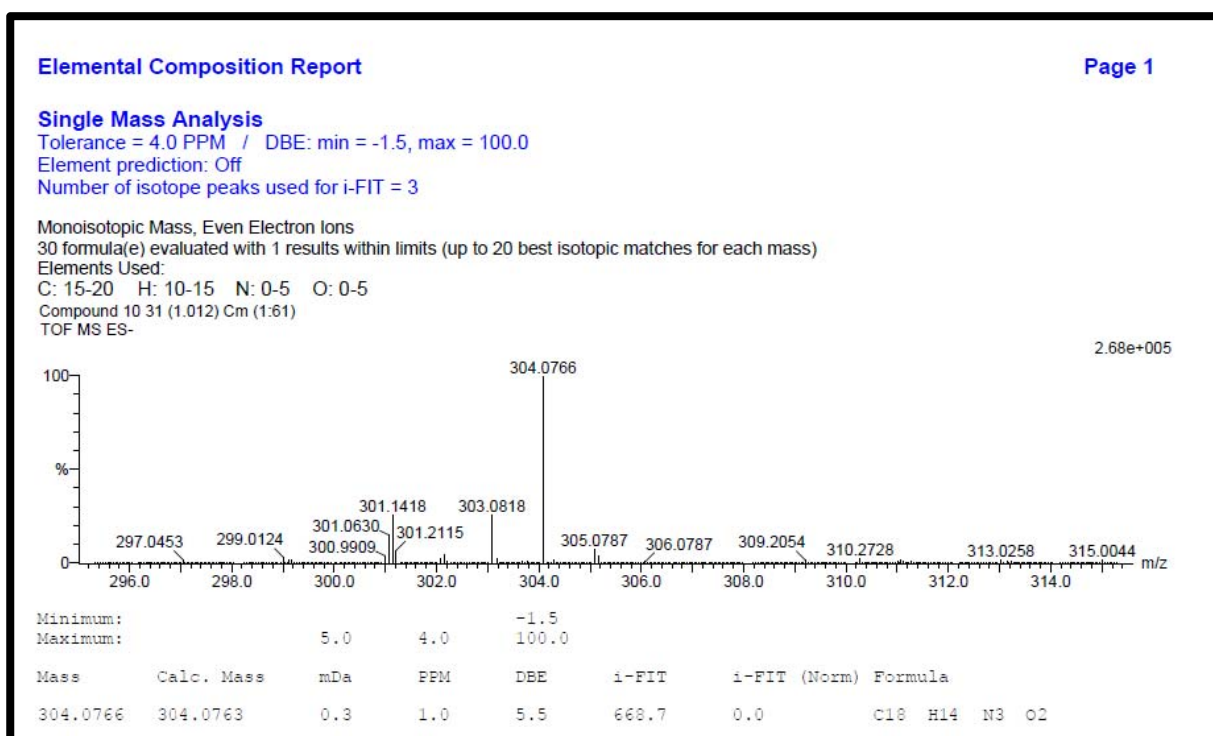 Elemental Composition Report Page 1
Single Mass Analysis
Tolerance = 4.0 PPM / DBE: min = -1.5, max = 100.0
Element prediction: Off
Number of isotope peaks used for i-FIT = 3
Monoisotopic Mass, Even Electron Ions
30 formula(e) evaluated with 1 results within limits (up to 20 best isotopic matches for each mass)
Elements Used:
C: 15-20 H: 10-15 N: 0-5 O: 0-5
Compound 10 31 (1.012) Cm (1:61)
TOF MS ES-
2.68e+005
100
304.0766
%
301.1418 303.0818
301.0630 301.2115
297.0453 299.0124 300.9909 305.0787 306.0787 309.2054 310.2728 313.0258 315.0044
0
m/z
296.0 298.0 300.0 302.0 304.0 306.0 308.0 310.0 312.0 314.0
Minimum: -1.5
Maximum: 5.0 4.0 100.0
Mass Calc. Mass mDa PPM DBE i-FIT i-FIT (Norm) Formula
304.0766 304.0763 0.3 1.0 5.5 668.7 0.0 C18 H14 N3 O2